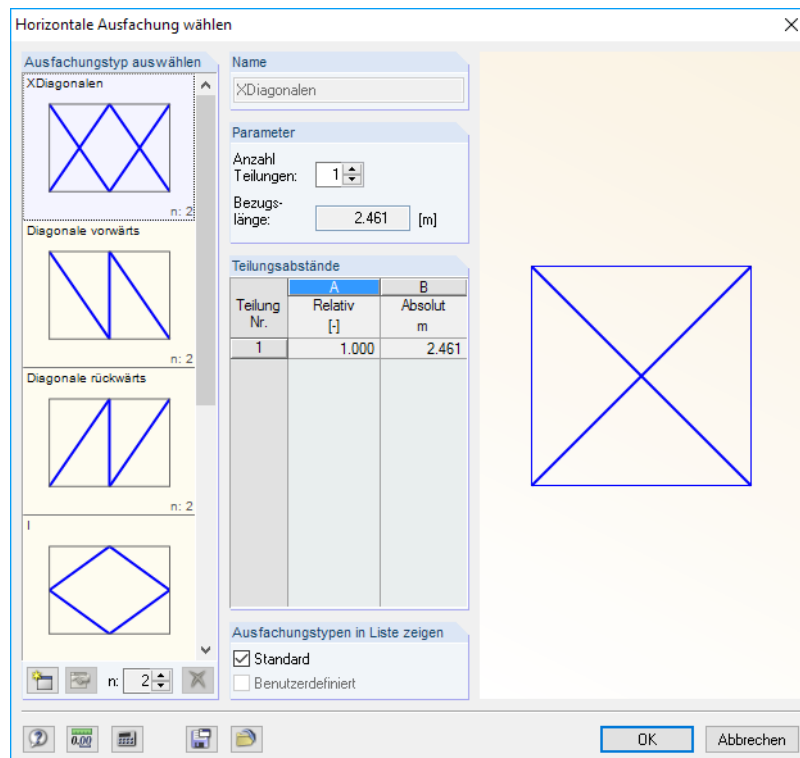 Horizontale Ausfachung wählen
Ausfachungstyp auswählen
XDiagonalen
n: 2
Diagonale vorwärts
n: 2
Diagonale rückwärts
n: 2
I
n: 2
Name
XDiagonalen
Parameter
Anzahl
Teilungen: 1
Bezugs-
länge: 2.461 [m]
Teilungsabstände
A B
Teilung Relativ Absolut
Nr. [-] m
1 1.000 2.461
Ausfachungstypen in Liste zeigen
Standard
Benutzerdefiniert
0.00
OK Abbrechen